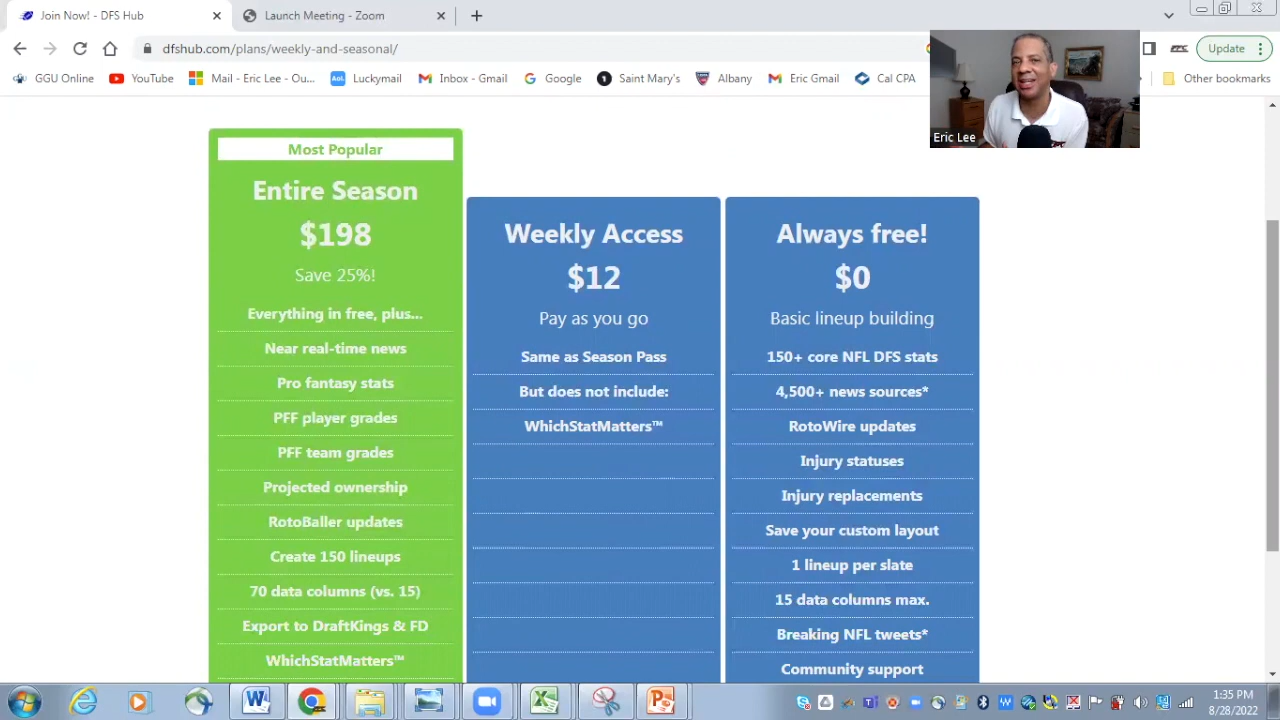 Join Now! - DFS Hub
Launch Meeting - Zoom
dfshub.com/plans/weekly-and-seasonal/
Update
GGU Online
YouTube
Mail - Eric Lee - Ou...
Luckymail
Inbox - Gmail
Google
Saint Mary's
Albany
Eric Gmail
Cal CPA
Other bookmarks
Eric Lee
Most Popular
Entire Season
$198
Save 25%!
Everything in free, plus...
Near real-time news
Pro fantasy stats
PFF player grades
PFF team grades
Projected ownership
RotoBaller updates
Create 150 lineups
70 data columns (vs. 15)
Export to DraftKings & FD
WhichStatMatters™
Weekly Access
$12
Pay as you go
Same as Season Pass
But does not include:
WhichStatMatters™
Always free!
$0
Basic lineup building
150+ core NFL DFS stats
4,500+ news sources*
RotoWire updates
Injury statuses
Injury replacements
Save your custom layout
1 lineup per slate
15 data columns max.
Breaking NFL tweets*
Community support
1:35 PM
8/28/2022